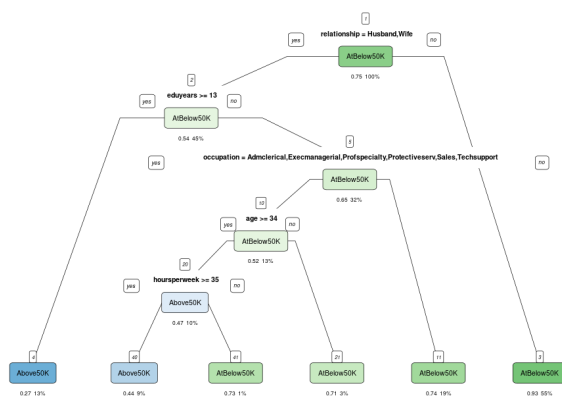 1
relationship = Husband,Wife
yes
no
AtBelow50K
0.75 100%
2
eduyears >= 13
yes
no
AtBelow50K
0.54 45%
5
occupation = Admclerical,Execmanagerial,Profspecialty,Protectiveserv,Sales,Techsupport
yes
no
AtBelow50K
0.65 32%
10
age >= 34
yes
no
AtBelow50K
0.52 13%
20
hoursperweek >= 35
yes
no
Above50K
0.47 10%
4
40
41
21
11
3
Above50K
Above50K
AtBelow50K
AtBelow50K
AtBelow50K
AtBelow50K
0.27 13%
0.44 9%
0.73 1%
0.71 3%
0.74 19%
0.93 55%